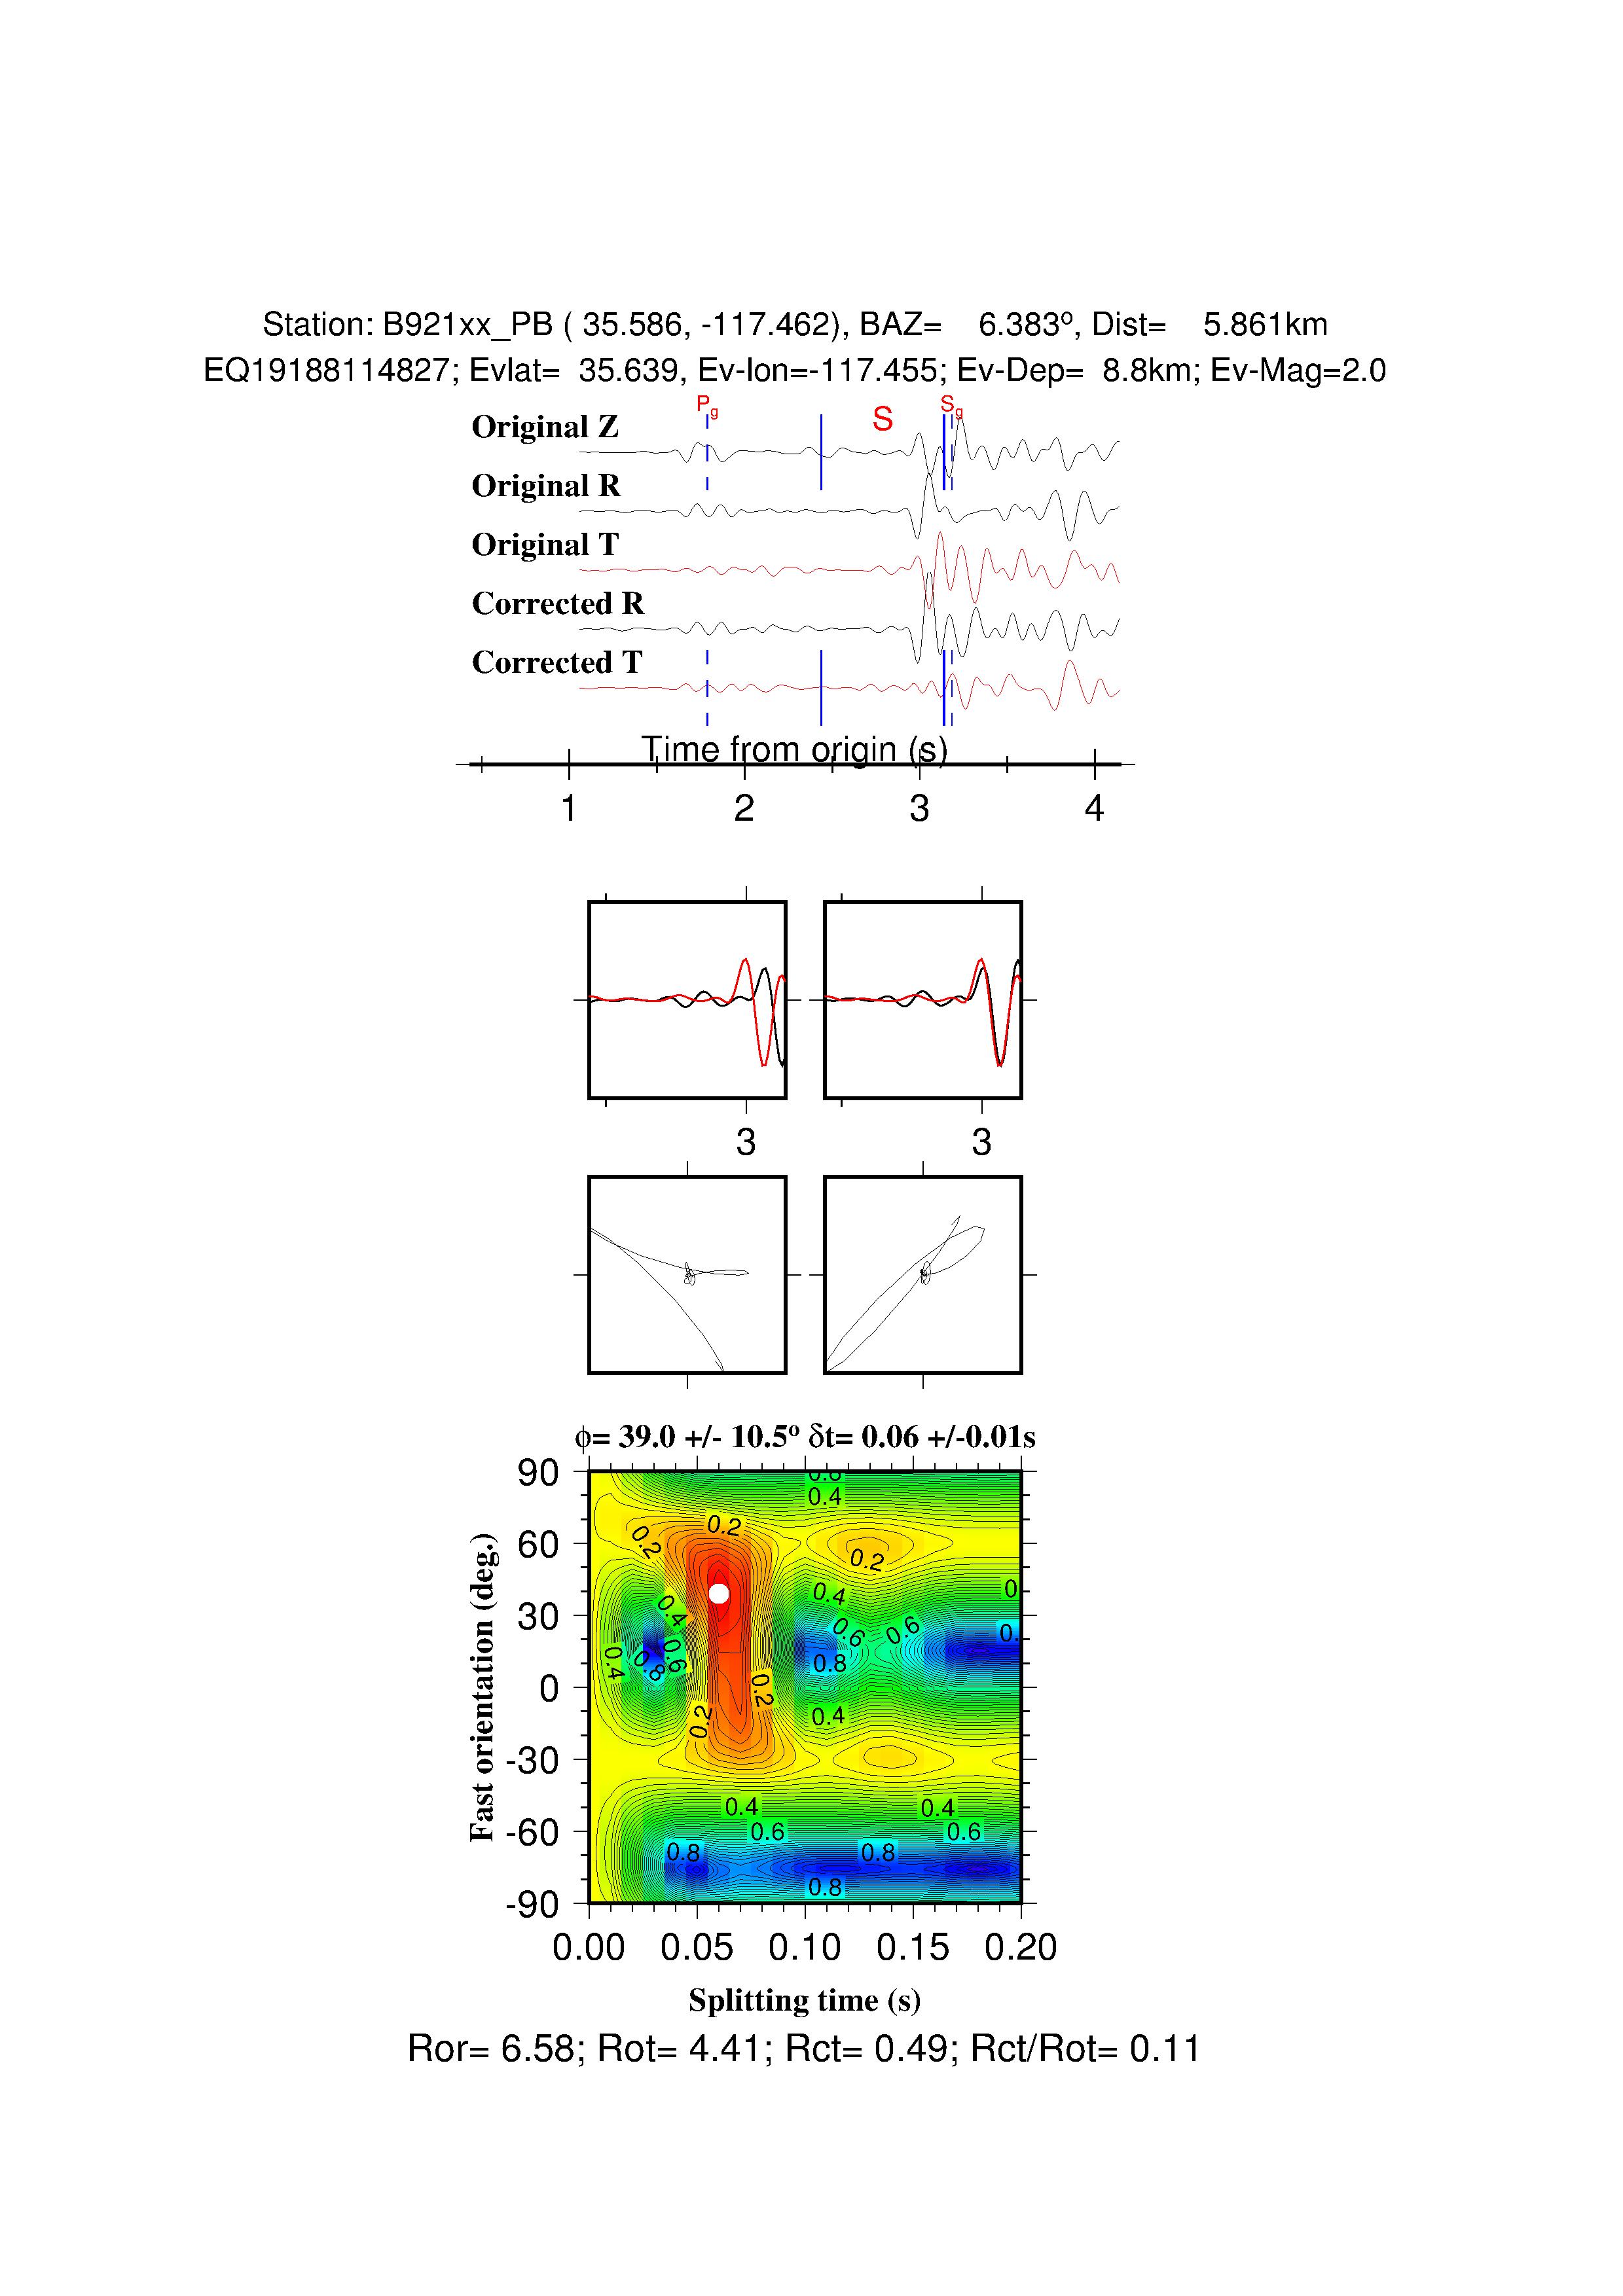 Station: B921xx_PB ( 35.586, -117.462), BAZ= 6.383º, Dist= 5.861km
EQ19188114827; Evlat= 35.639, Ev-lon=-117.455; Ev-Dep= 8.8km; Ev-Mag=2.0
Pg S Sg
Original Z
Original R
Original T
Corrected R
Corrected T
Time from origin (s)
1 2 3 4
3 3
ϕ= 39.0 +/- 10.5º δt= 0.06 +/-0.01s
Fast orientation (deg.)
90
60
30
0
-30
-60
-90
0.6
0.4
0.2 0.2
0.2
0.4 0.4
0.6 0.6
0.4 0.8 0.6 0.8
0.2 0.2 0.4
0.4 0.4
0.6 0.6
0.8 0.8
0.8
0.00 0.05 0.10 0.15 0.20
Splitting time (s)
Ror= 6.58; Rot= 4.41; Rct= 0.49; Rct/Rot= 0.11